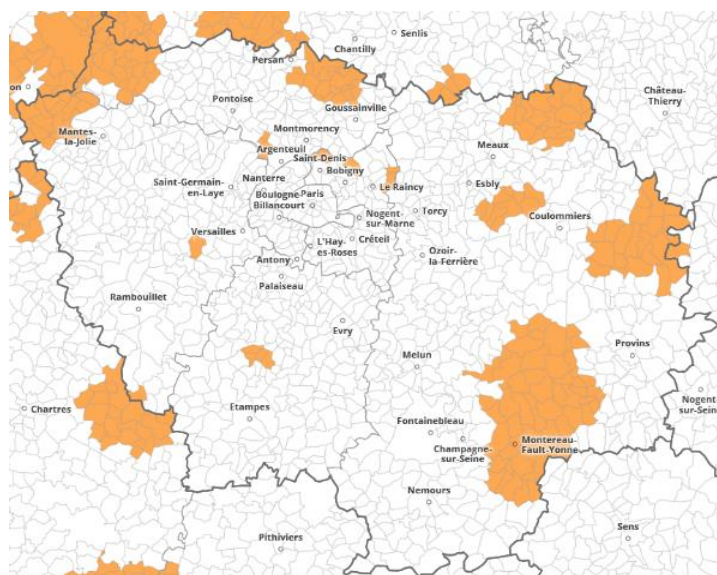 Senlis
Chantilly
Persan
on
Château-
Thierry
Pontoise
Goussainville
Mantes-
la-Jolie
Montmorency
Argenteuil
Saint-Denis
Meaux
Bobigny
Nanterre
Saint-Germain-
en-Laye
Le Raincy
Esbly
Boulogne-
Billancourt
Paris
Torcy
Nogent-
sur-Marne
Coulommiers
Versailles
L'Hay-
es-Roses
Créteil
Antony
Ozoir-
la-Ferrière
Palaiseau
Rambouillet
Evry
Provins
Melun
Chartres
Etampes
Nogent-
sur-Sein
Fontainebleau
Champagne-
sur-Seine
Montereau-
Fault-Yonne
Nemours
Pithiviers
Sens